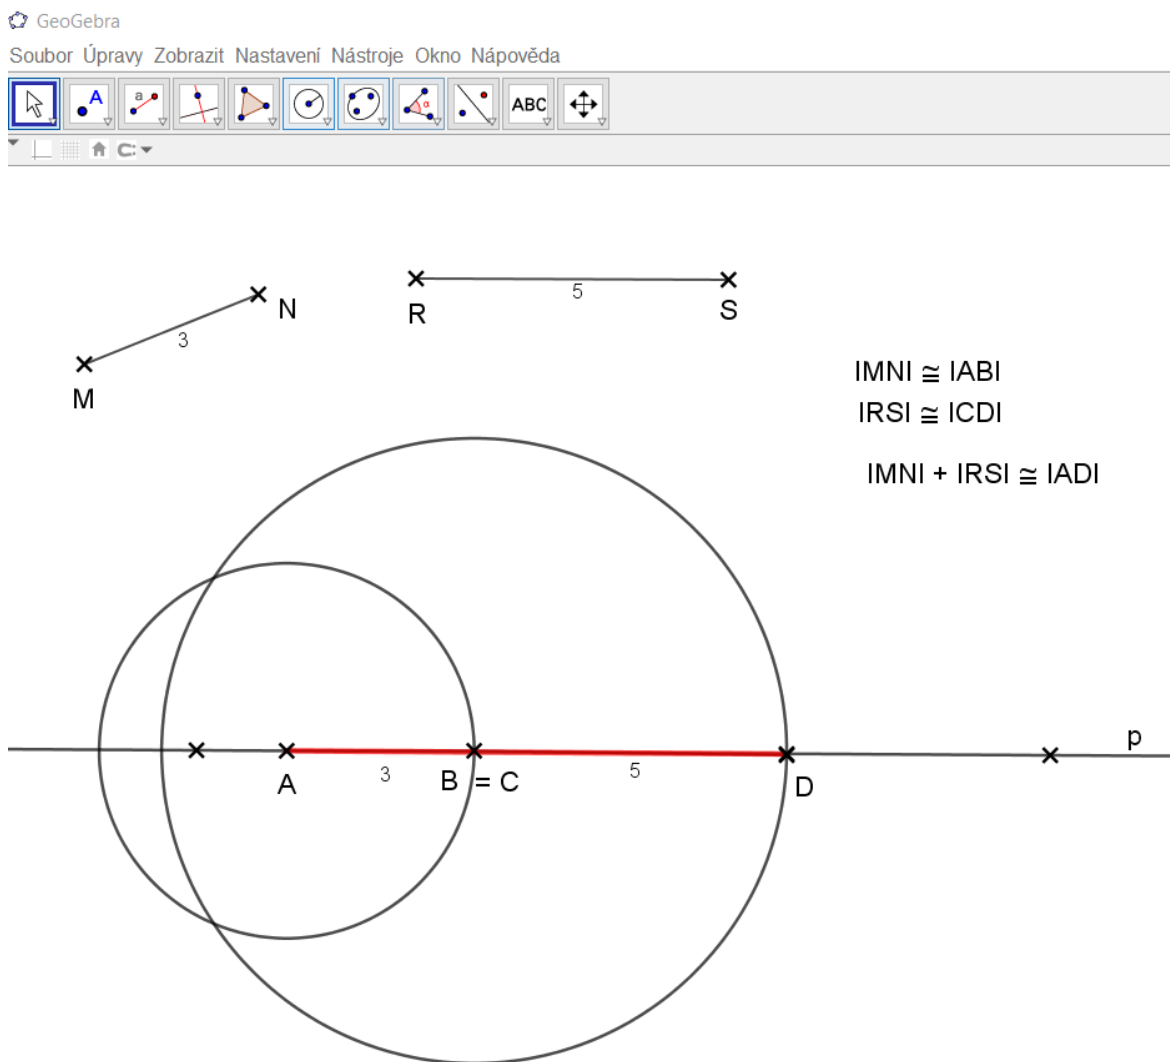 GeoGebra
Soubor Úpravy Zobrazit Nastavení Nástroje Okno Nápověda
A a α ABC
N
R 5 S
3
M
IMNI ≅ IABI
IRSI ≅ ICDI
IMNI + IRSI ≅ IADI
p
3 5
A B = C D